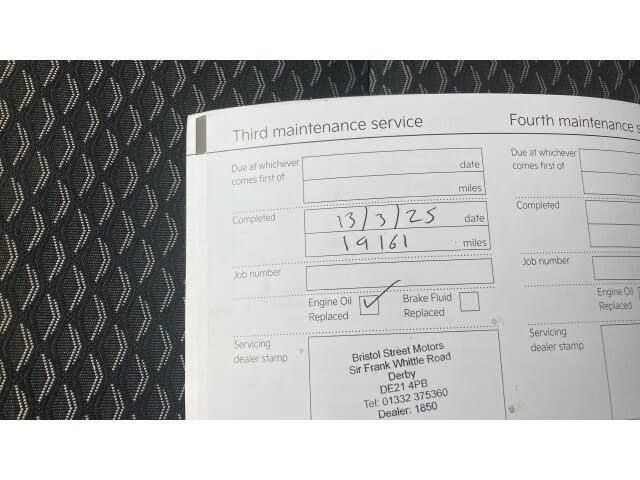 Third maintenance service
Due at whichever
comes first of
date
miles
Completed
13/3/25 date
19161 miles
Job number
Engine Oil
Replaced
Brake Fluid
Replaced
Servicing
dealer stamp
Bristol Street Motors
Sir Frank Whittle Road
Derby
DE21 4PB
Tel: 01332 375360
Dealer: 1850
Fourth maintenance s
Due at whichever
comes first of
Completed
Job number
Engine Oil
Replaced
Servicing
dealer stamp